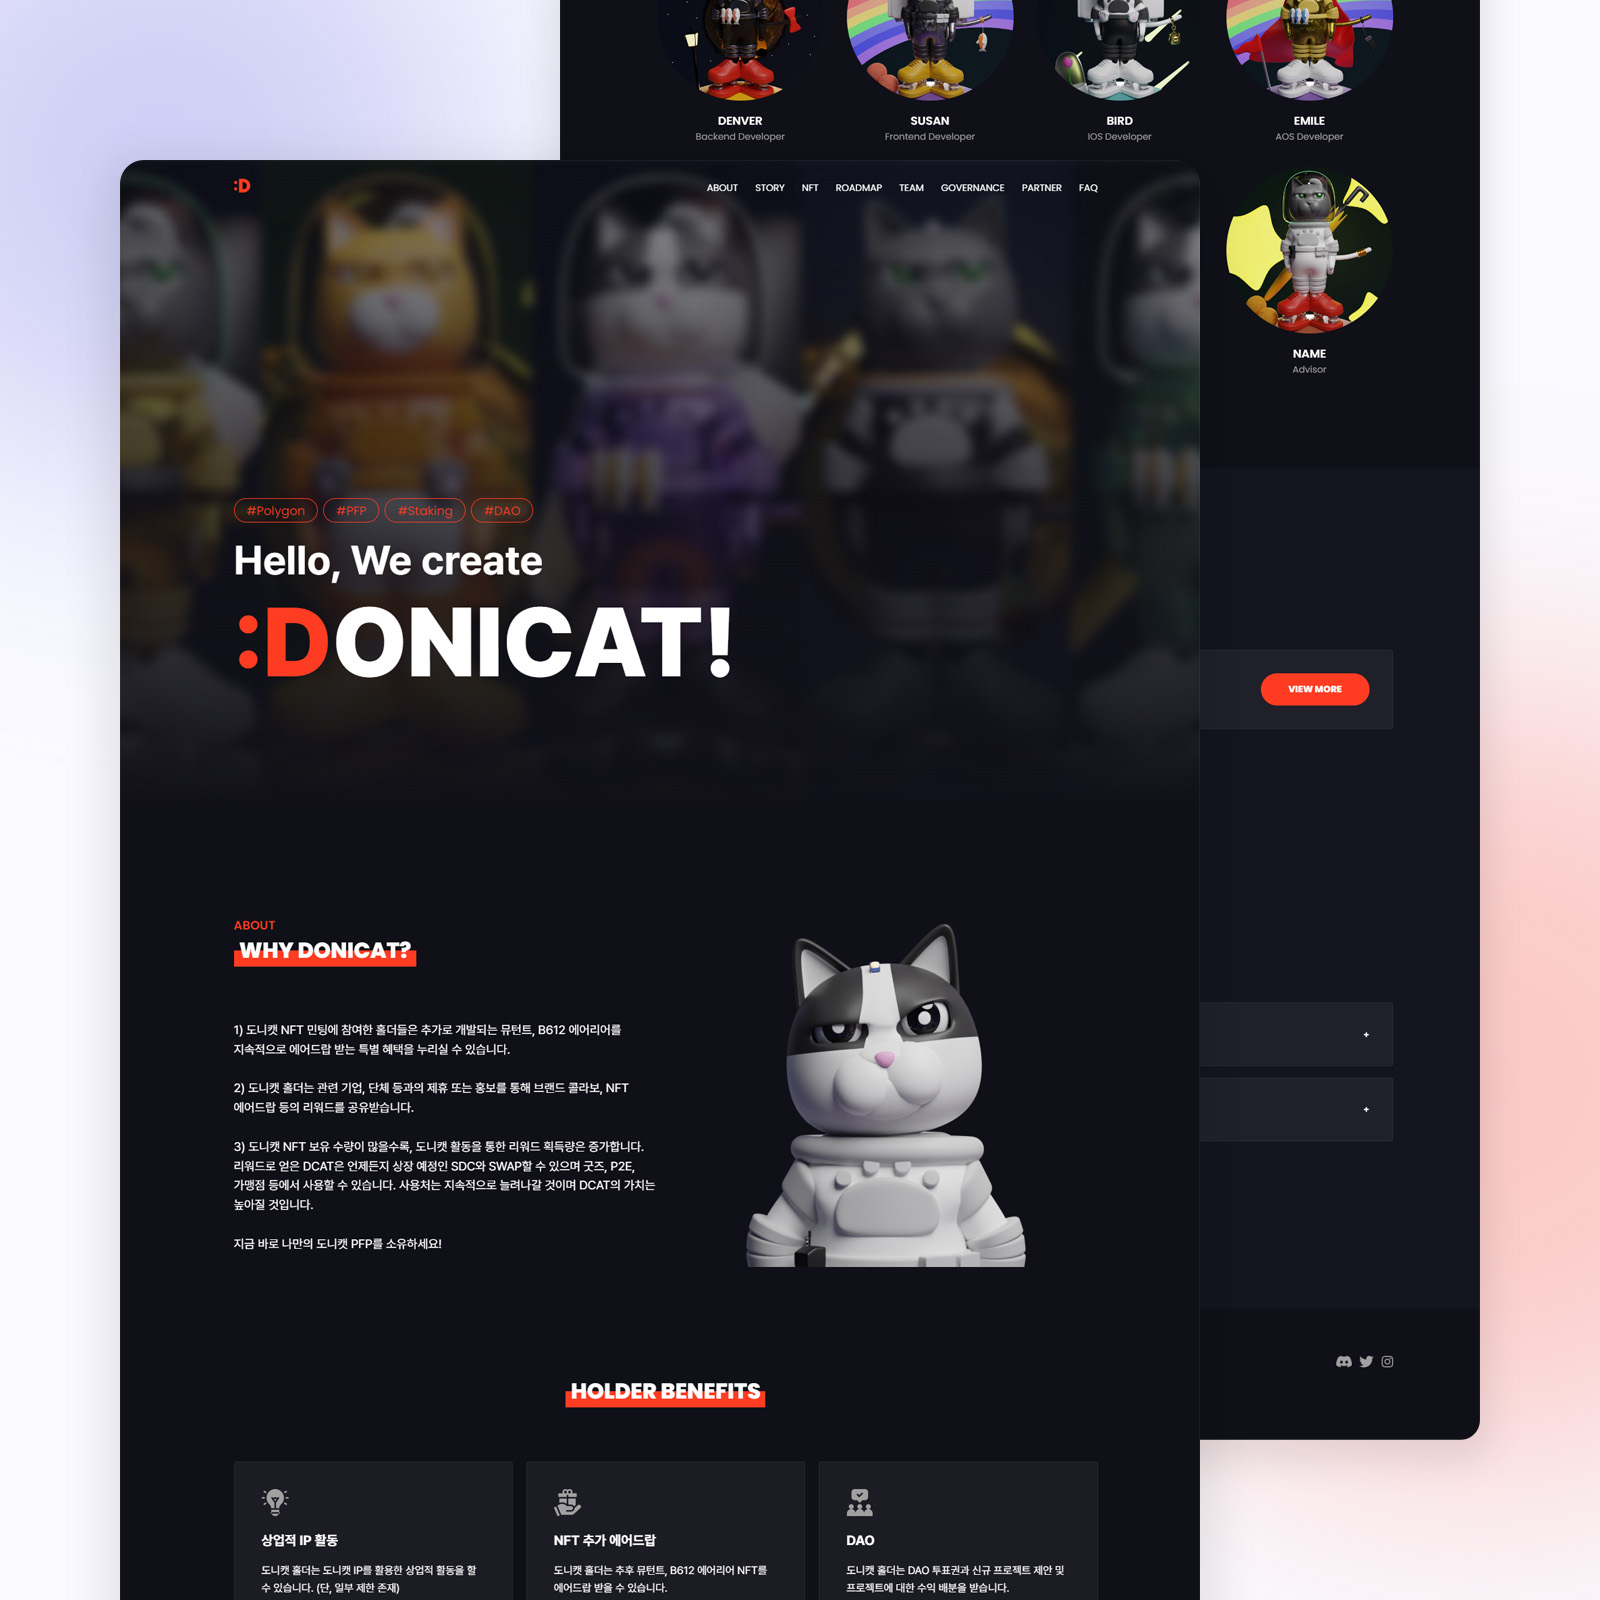 DENVER
Backend Developer
SUSAN
Frontend Developer
BIRD
IOS Developer
EMILE
AOS Developer
NAME
Advisor
VIEW MORE
+
+
:D
ABOUT STORY NFT ROADMAP TEAM GOVERNANCE PARTNER FAQ
#Polygon #PFP #Staking #DAO
Hello, We create
:DONICAT!
ABOUT
WHY DONICAT?
1) 도니캣 NFT 민팅에 참여한 홀더들은 추가로 개발되는 뮤턴트, B612 에어리어를
지속적으로 에어드랍 받는 특별 혜택을 누리실 수 있습니다.
2) 도니캣 홀더는 관련 기업, 단체 등과의 제휴 또는 홍보를 통해 브랜드 콜라보, NFT
에어드랍 등의 리워드를 공유받습니다.
3) 도니캣 NFT 보유 수량이 많을수록, 도니캣 활동을 통한 리워드 획득량은 증가합니다.
리워드로 얻은 DCAT은 언제든지 상장 예정인 SDC와 SWAP할 수 있으며 굿즈, P2E,
가맹점 등에서 사용할 수 있습니다. 사용처는 지속적으로 늘려나갈 것이며 DCAT의 가치는
높아질 것입니다.
지금 바로 나만의 도니캣 PFP를 소유하세요!
HOLDER BENEFITS
상업적 IP 활동
도니캣 홀더는 도니캣 IP를 활용한 상업적 활동을 할
수 있습니다. (단, 일부 제한 존재)
NFT 추가 에어드랍
도니캣 홀더는 추후 뮤턴트, B612 에어리어 NFT를
에어드랍 받을 수 있습니다.
DAO
도니캣 홀더는 DAO 투표권과 신규 프로젝트 제안 및
프로젝트에 대한 수익 배분을 받습니다.